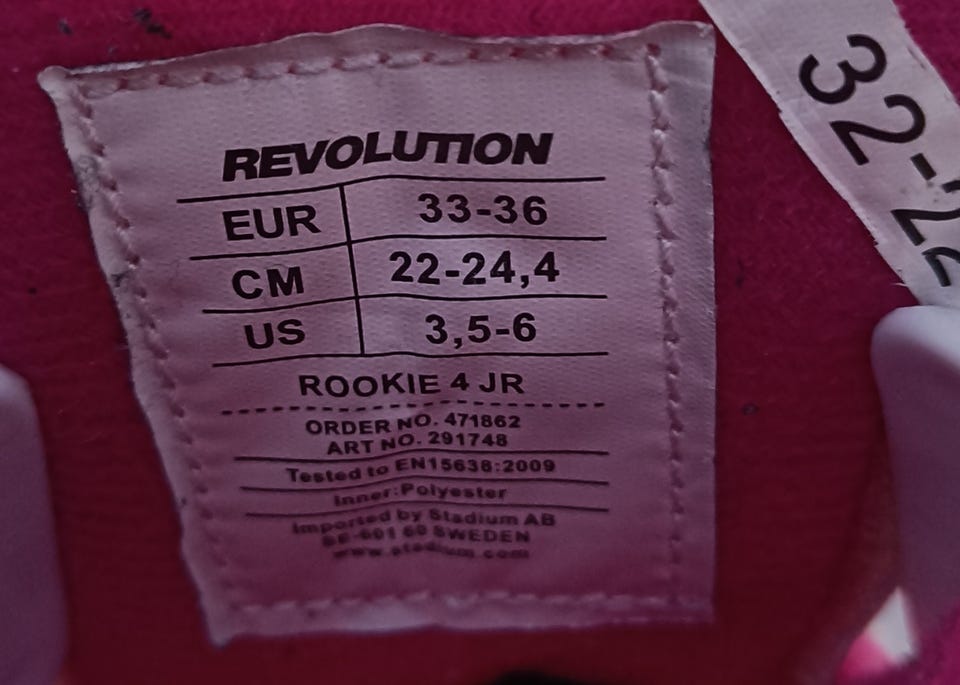 REVOLUTION
EUR 33-36
CM 22-24,4
US 3,5-6
ROOKIE 4 JR
ORDER NO. 471862
ART NO. 291748
Tested to EN15638:2009
Inner:Polyester
Imported by Stadium AB
SE-601 60 SWEDEN
www.stadium.com
32-